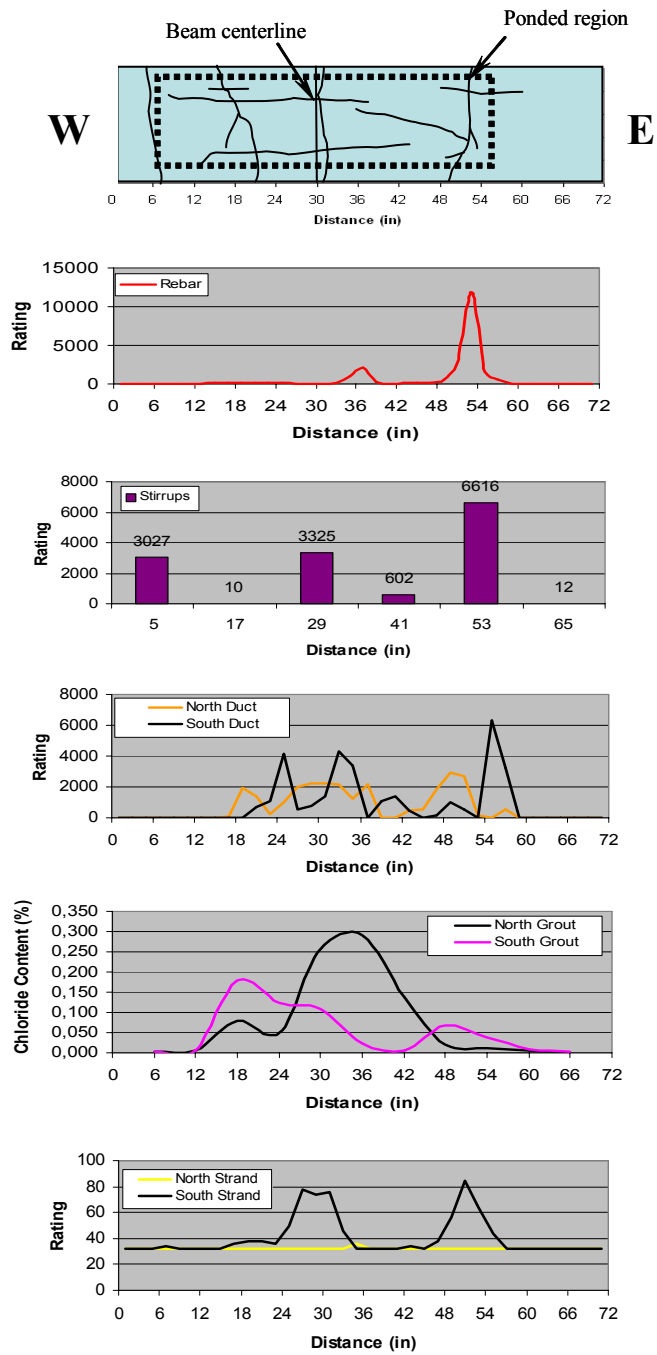 Beam centerline
Ponded region
W
E
0 6 12 18 24 30 36 42 48 54 60 66 72
Distance (in)
Rebar
Rating
15000
10000
5000
0
0 6 12 18 24 30 36 42 48 54 60 66 72
Distance (in)
Stirrups
Rating
8000
6000
4000
2000
0
3027
10
3325
602
6616
12
5 17 29 41 53 65
Distance (in)
North Duct
South Duct
Rating
8000
6000
4000
2000
0
0 6 12 18 24 30 36 42 48 54 60 66 72
Distance (in)
North Grout
South Grout
Chloride Content (%)
0,350
0,300
0,250
0,200
0,150
0,100
0,050
0,000
0 6 12 18 24 30 36 42 48 54 60 66 72
Distance (in)
North Strand
South Strand
Rating
100
80
60
40
20
0
0 6 12 18 24 30 36 42 48 54 60 66 72
Distance (in)